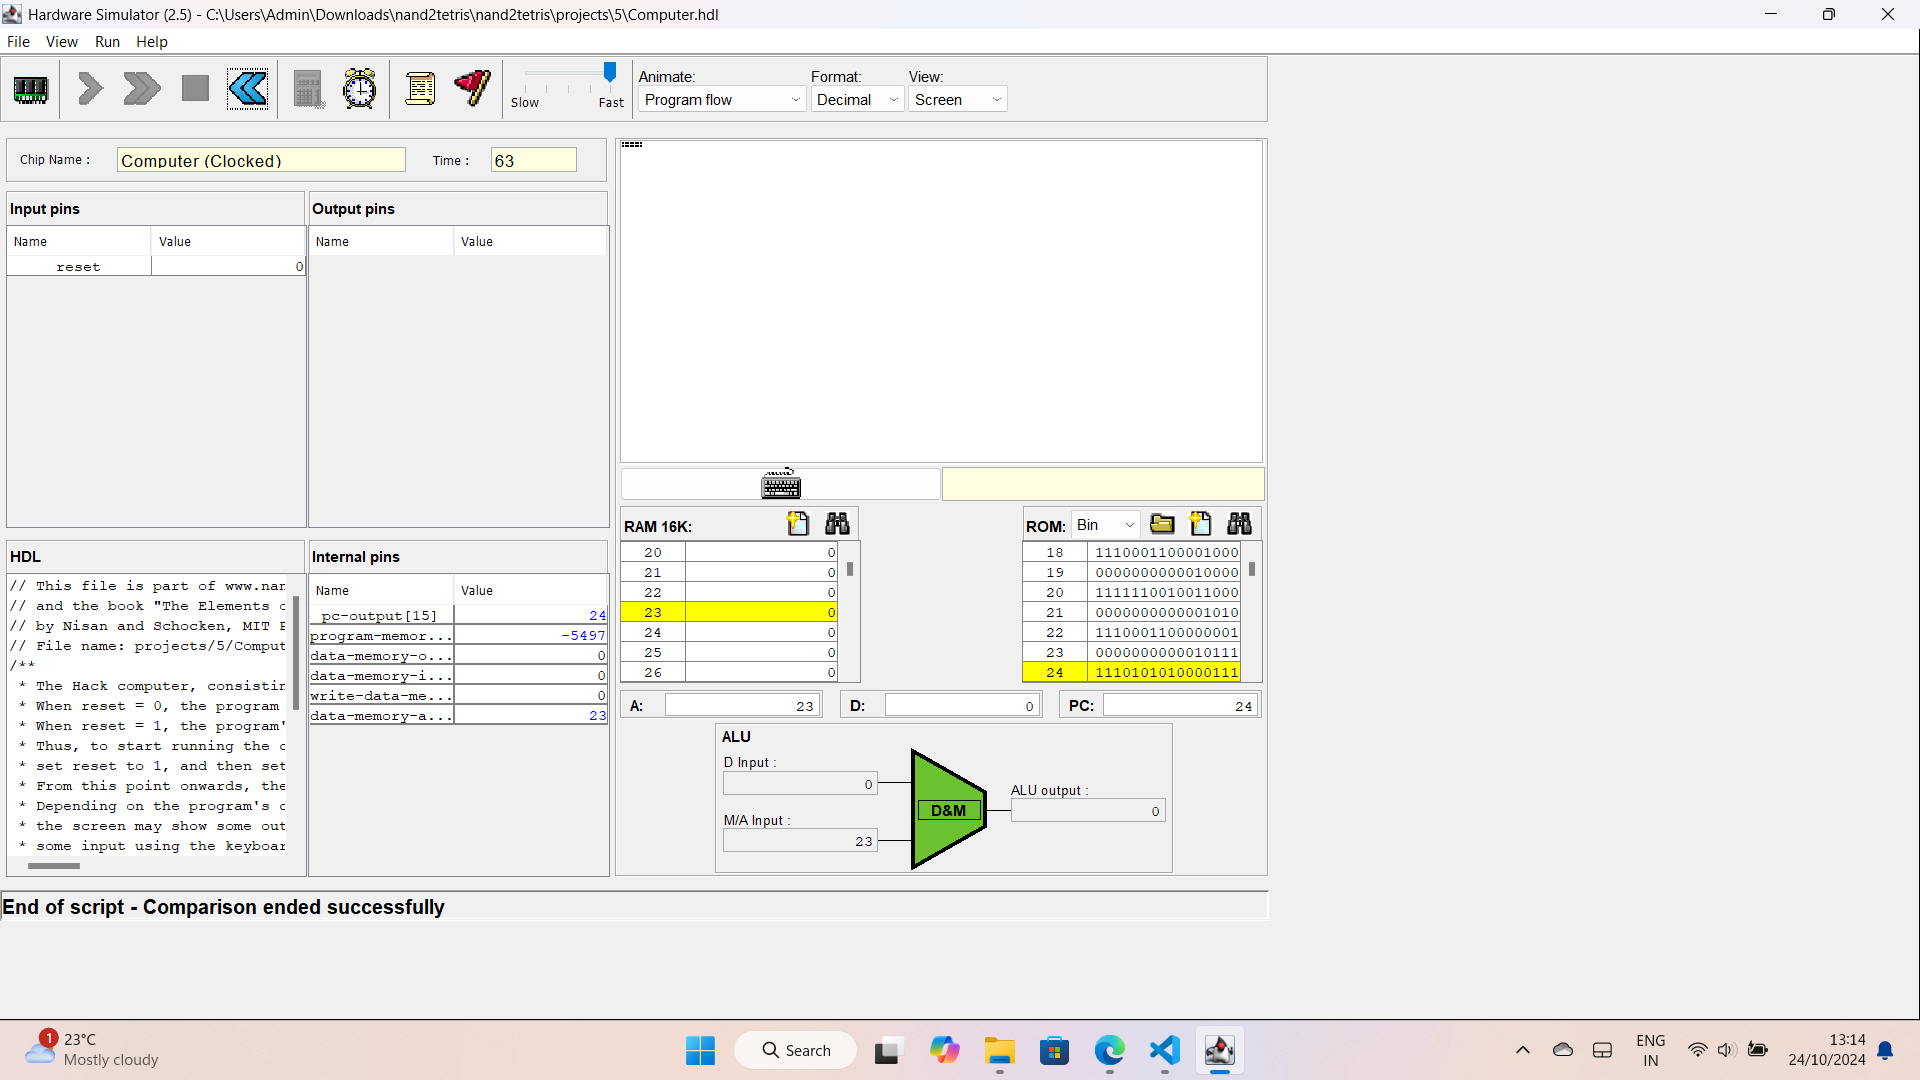 Hardware Simulator (2.5) - C:\Users\Admin\Downloads\nand2tetris\nand2tetris\projects\5\Computer.hdl
File View Run Help
Slow Fast
Animate: Format: View:
Program flow Decimal Screen
Chip Name : Computer (Clocked) Time : 63
Input pins
Name Value
reset 0
Output pins
Name Value
HDL
// This file is part of www.nan
// and the book "The Elements o
// by Nisan and Schocken, MIT P
// File name: projects/5/Comput
/**
* The Hack computer, consistin
* When reset = 0, the program
* When reset = 1, the program'
* Thus, to start running the c
* set reset to 1, and then set
* From this point onwards, the
* Depending on the program's c
* the screen may show some out
* some input using the keyboar
Internal pins
Name Value
pc-output[15] 24
program-memor... -5497
data-memory-o... 0
data-memory-i... 0
write-data-me... 0
data-memory-a... 23
RAM 16K:
20 0
21 0
22 0
23 0
24 0
25 0
26 0
ROM: Bin
18 1110001100001000
19 0000000000010000
20 1111110010011000
21 0000000000001010
22 1110001100000001
23 0000000000010111
24 1110101010000111
A: 23 D: 0 PC: 24
ALU
D Input :
0
M/A Input :
23
D&M
ALU output :
0
End of script - Comparison ended successfully
1
23°C
Mostly cloudy
Search
ENG
IN
13:14
24/10/2024